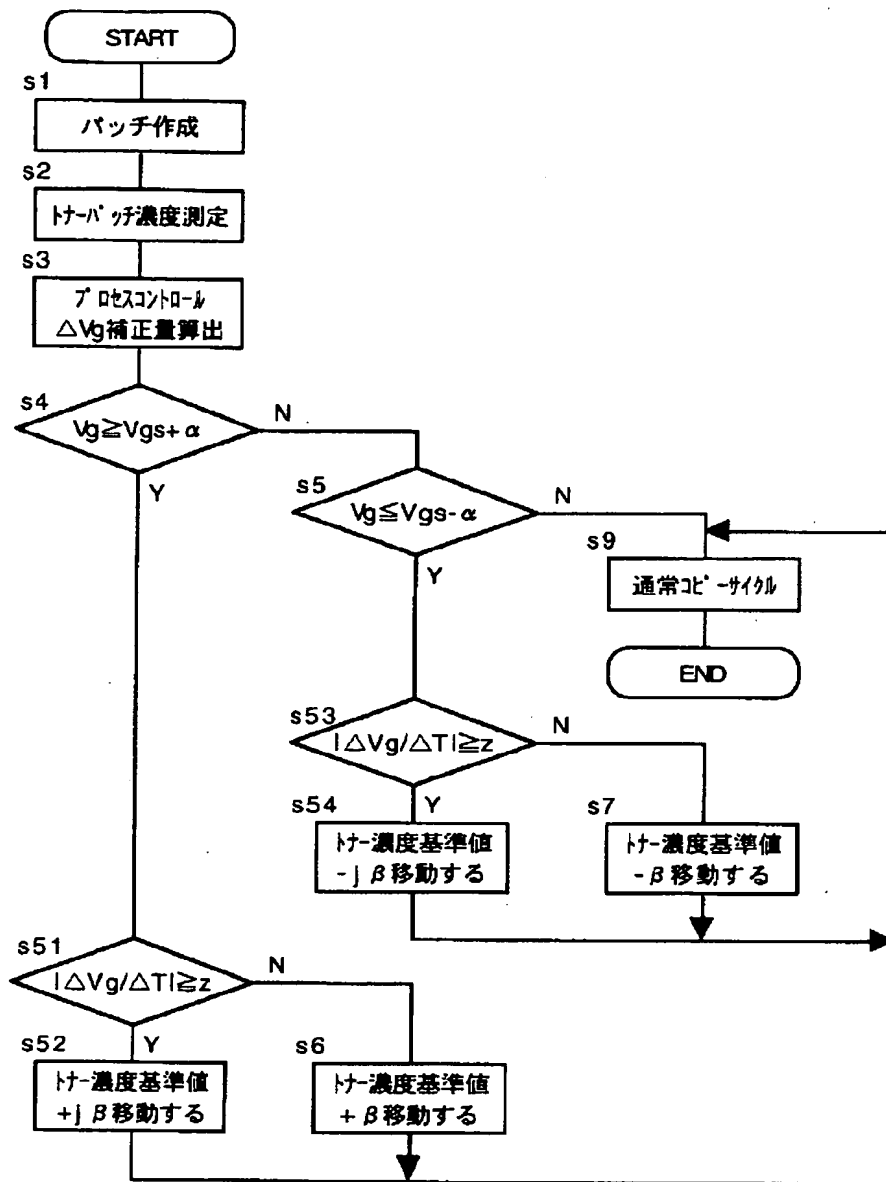 START
s1
パッチ作成
s2
トナーパッチ濃度測定
s3
プロセスコントロール
△Vg補正量算出
s4
Vg≧Vgs+α
N
Y
s5
Vg≦Vgs-α
N
Y
s9
通常コピーサイクル
END
s53
|△Vg/△T|≧z
N
Y
s54
トナー濃度基準値
-jβ移動する
s7
トナー濃度基準値
-β移動する
s51
|△Vg/△T|≧z
N
Y
s52
トナー濃度基準値
+jβ移動する
s6
トナー濃度基準値
+β移動する